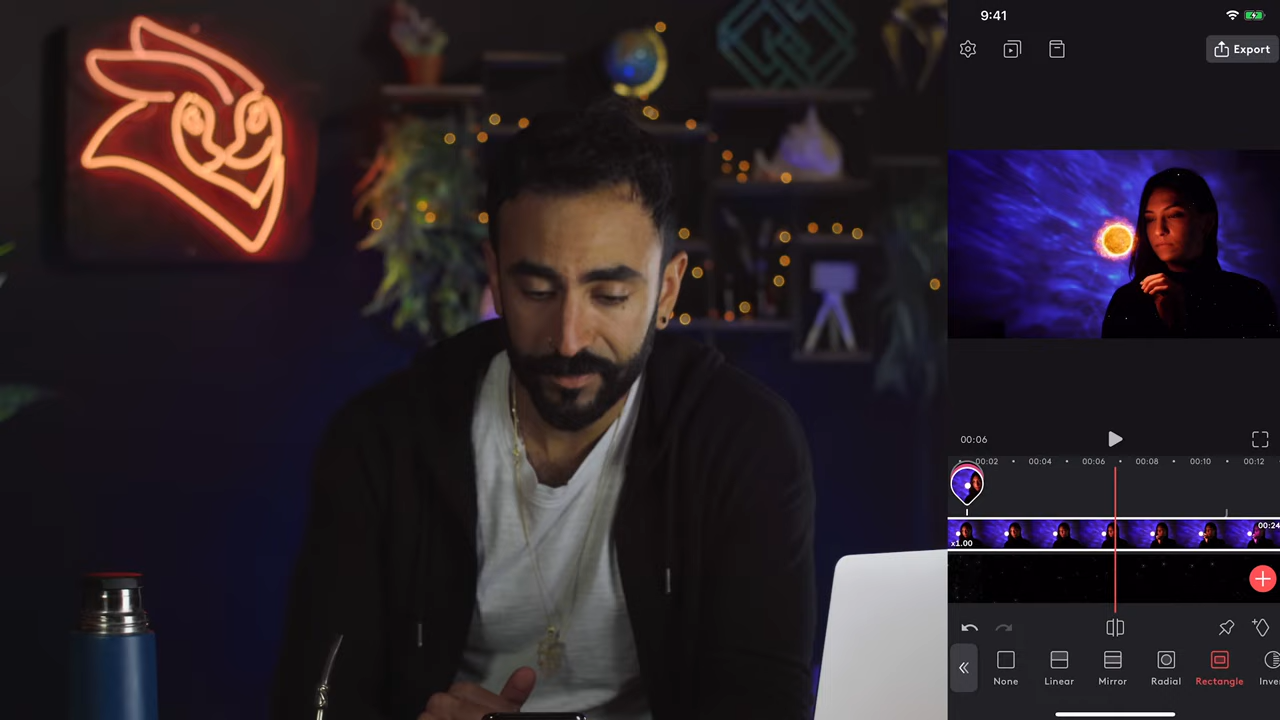 9:41
Export
00:06
00:02 00:04 00:06 00:08 00:10 00:12
00:24
x1.00
None Linear Mirror Radial Rectangle Inve